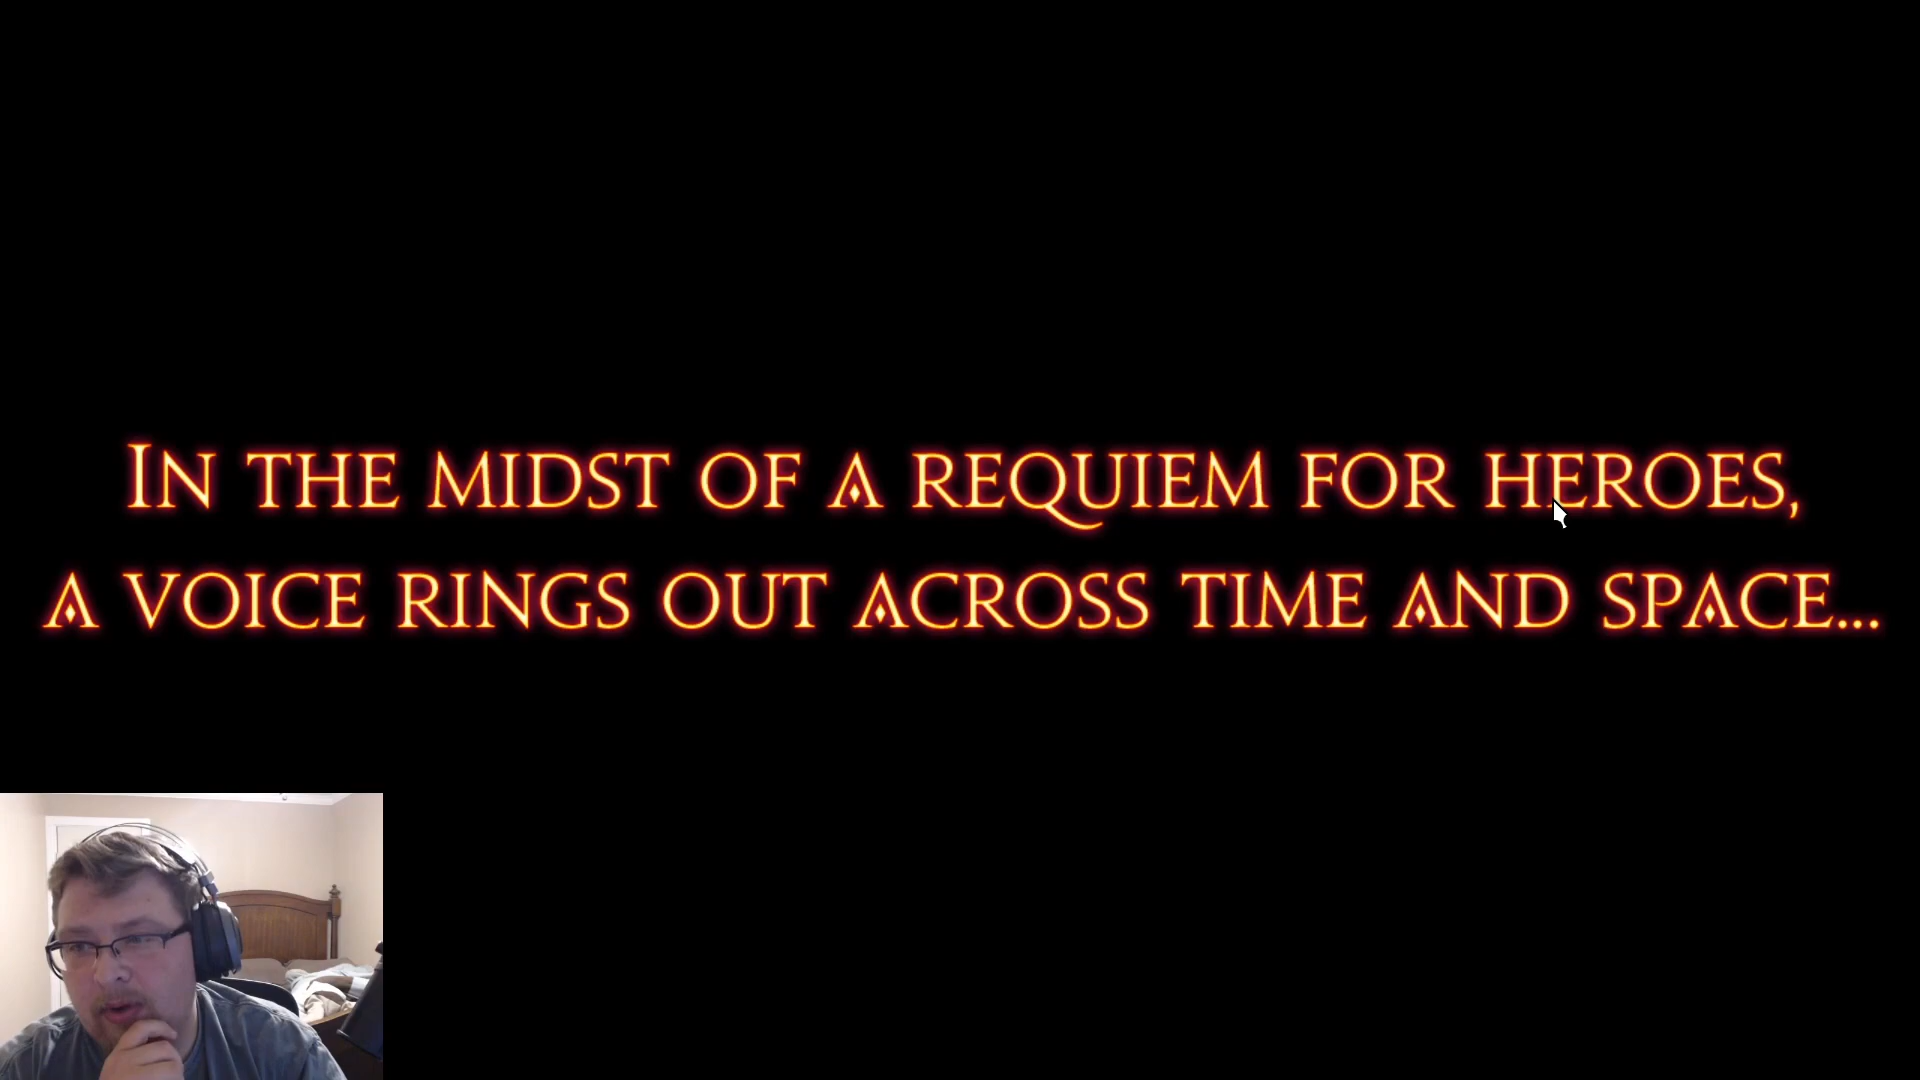 In the midst of a requiem for heroes,
a voice rings out across time and space...